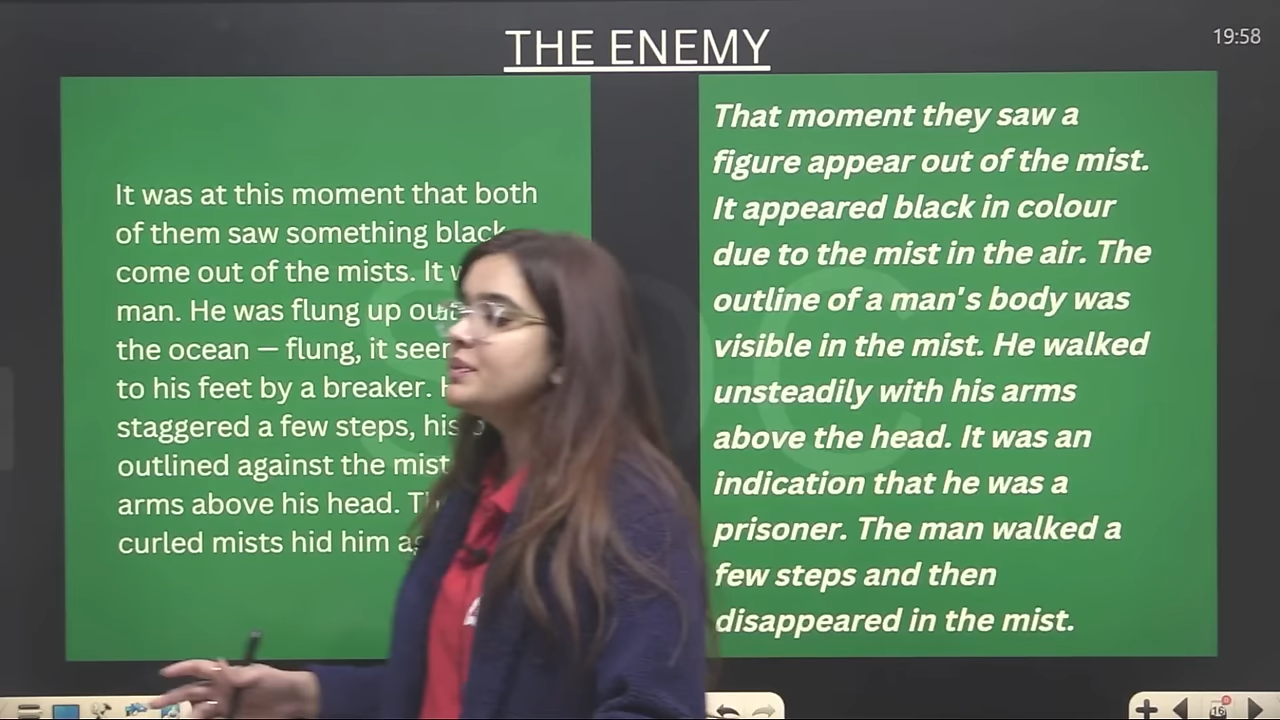 THE ENEMY
19:58
It was at this moment that both
of them saw something black
come out of the mists. It
man. He was flung up out
the ocean — flung, it
to his feet by a breaker.
staggered a few steps, his
outlined against the mist
arms above his head.
curled mists hid him
That moment they saw a
figure appear out of the mist.
It appeared black in colour
due to the mist in the air. The
outline of a man's body was
visible in the mist. He walked
unsteadily with his arms
above the head. It was an
indication that he was a
prisoner. The man walked a
few steps and then
disappeared in the mist.
16